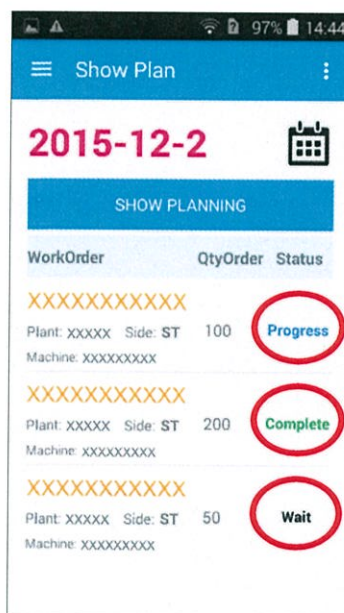 97% 14:44
Show Plan
2015-12-2
SHOW PLANNING
WorkOrder QtyOrder Status
XXXXXXXXXXX
Plant: XXXXX Side: ST 100 Progress
Machine: XXXXXXXXX
XXXXXXXXXXX
Plant: XXXXX Side: ST 200 Complete
Machine: XXXXXXXXX
XXXXXXXXXXX
Plant: XXXXX Side: ST 50 Wait
Machine: XXXXXXXXX